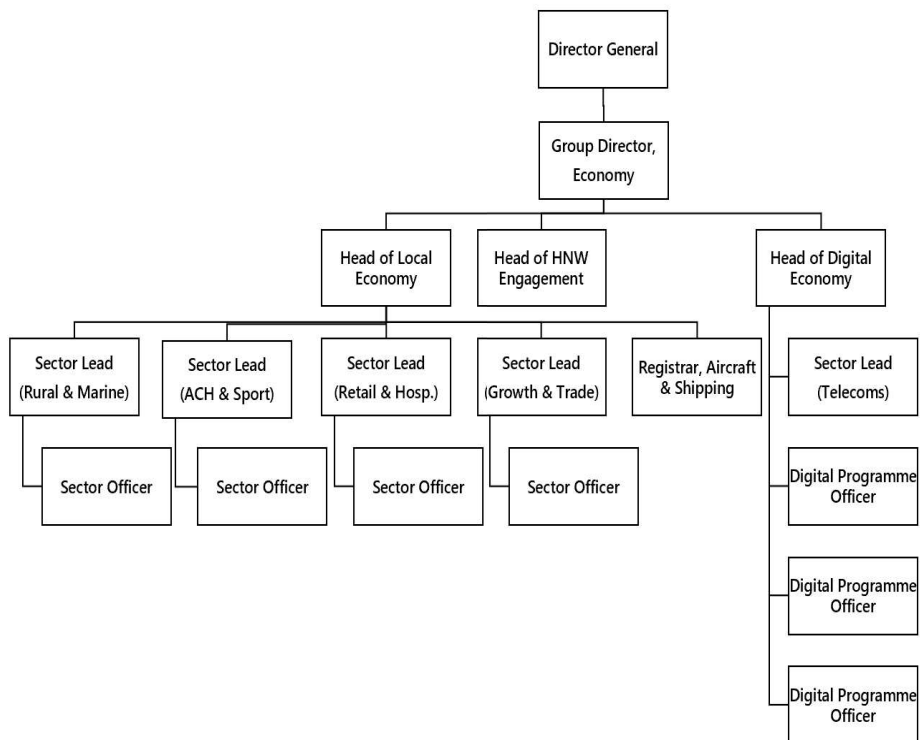 Director General
Group Director,
Economy
Head of Local
Economy
Head of HNW
Engagement
Head of Digital
Economy
Sector Lead
(Rural & Marine)
Sector Lead
(ACH & Sport)
Sector Lead
(Retail & Hosp.)
Sector Lead
(Growth & Trade)
Registrar, Aircraft
& Shipping
Sector Lead
(Telecoms)
Sector Officer
Sector Officer
Sector Officer
Sector Officer
Digital Programme
Officer
Digital Programme
Officer
Digital Programme
Officer